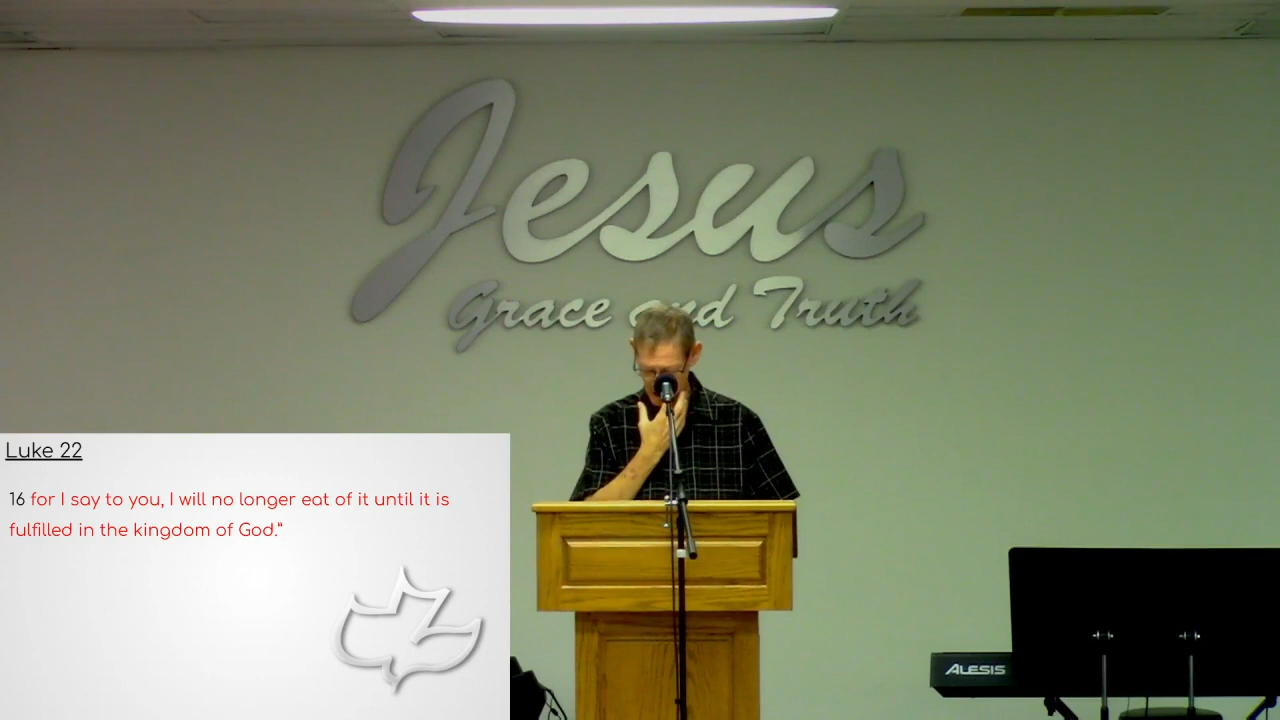 Jesus
Grace and Truth
Luke 22
16 for I say to you, I will no longer eat of it until it is
fulfilled in the kingdom of God.”
ALESIS